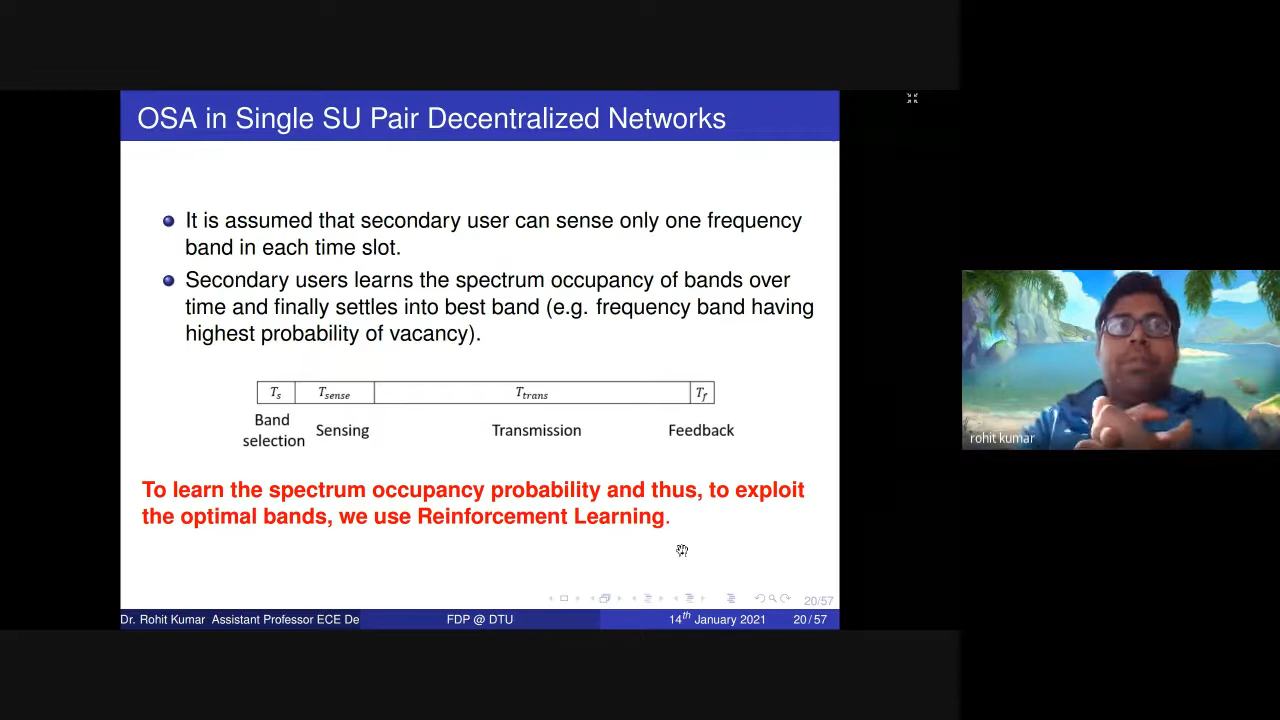 OSA in Single SU Pair Decentralized Networks
It is assumed that secondary user can sense only one frequency
band in each time slot.
Secondary users learns the spectrum occupancy of bands over
time and finally settles into best band (e.g. frequency band having
highest probability of vacancy).
Ts Tsense Ttrans Tf
Band
selection Sensing Transmission Feedback
To learn the spectrum occupancy probability and thus, to exploit
the optimal bands, we use Reinforcement Learning.
20/57
Dr. Rohit Kumar Assistant Professor ECE De FDP @ DTU 14th January 2021 20 / 57
rohit kumar